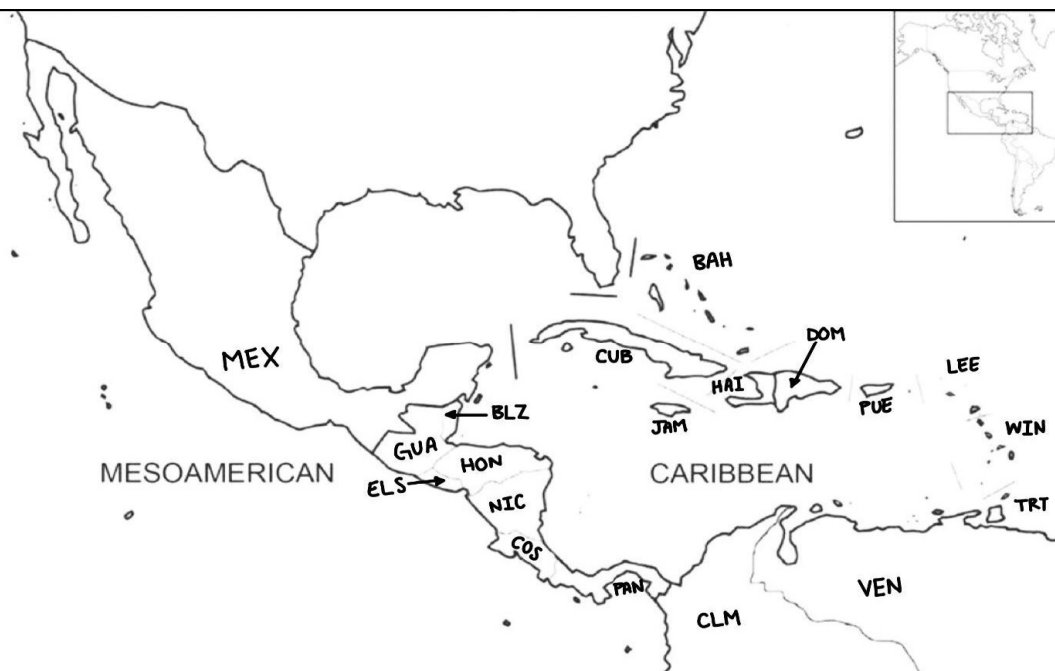 BAH
DOM
MEX
CUB
HAI
LEE
PUE
BLZ
JAM
WIN
GUA
HON
MESOAMERICAN
CARIBBEAN
ELS
NIC
TRT
COS
PAN
VEN
CLM